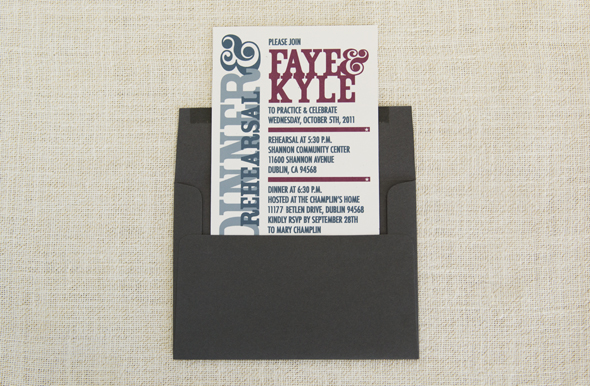 PLEASE JOIN
FAYE &
KYLE
TO PRACTICE & CELEBRATE
WEDNESDAY, OCTOBER 5TH, 2011
REHEARSAL AT 5:30 P.M.
SHANNON COMMUNITY CENTER
11600 SHANNON AVENUE
DUBLIN, CA 94568
DINNER AT 6:30 P.M.
HOSTED AT THE CHAMPLIN'S HOME
11177 BETLEN DRIVE, DUBLIN 94568
KINDLY RSVP BY SEPTEMBER 28TH
TO MARY CHAMPLIN
REHEARSAL &
DINNER